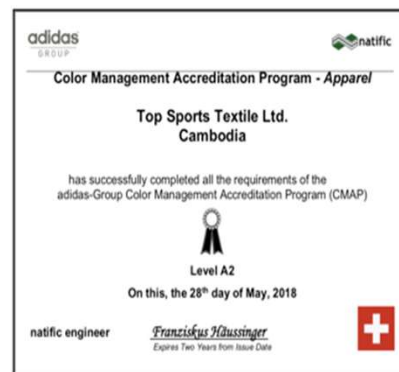 adidas
GROUP
natific
Color Management Accreditation Program - Apparel
Top Sports Textile Ltd.
Cambodia
has successfully completed all the requirements of the
adidas-Group Color Management Accreditation Program (CMAP)
Level A2
On this, the 28th day of May, 2018
natific engineer
Franziskus Häussinger
Expires Two Years from Issue Date